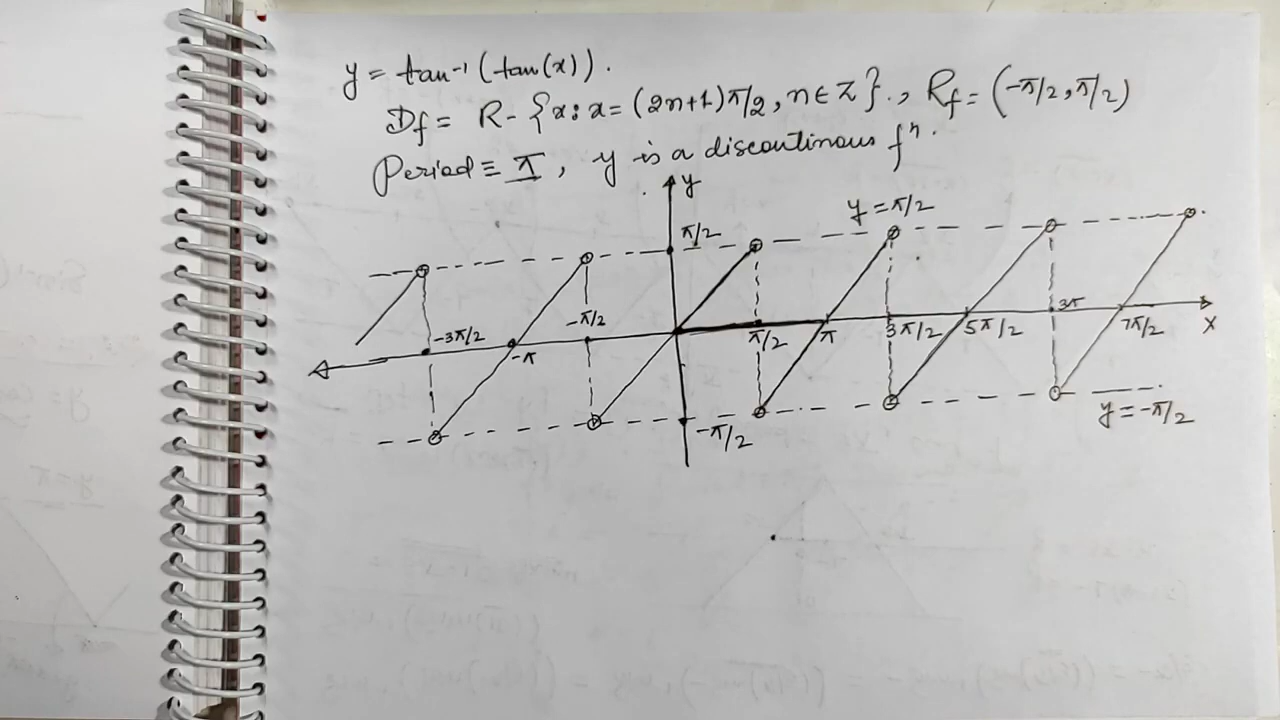 y = tan⁻¹(tan(x)).
Df = R - {x: x = (2n+1)π/2, n ∈ Z}., Rf = (-π/2, π/2)
Period ≡ π, y is a discontinous fⁿ.
y
y = π/2
π/2
-3π/2
-π
-π/2
π/2
π
3π/2
5π/2
3π
7π/2
x
-π/2
y = -π/2